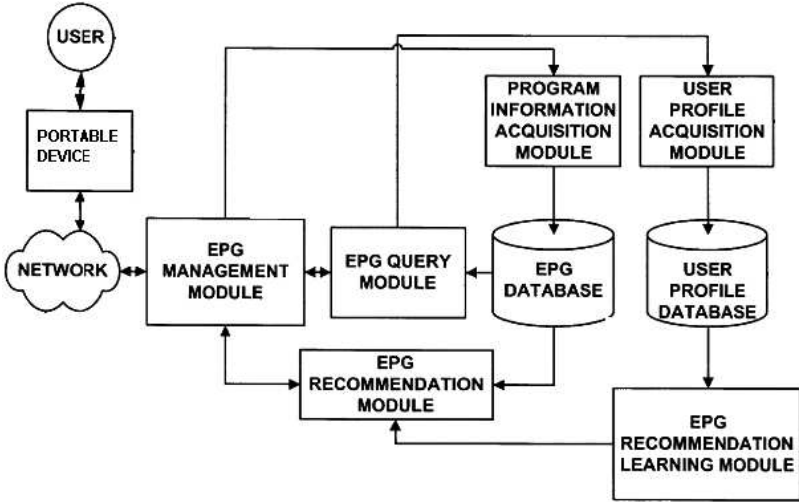 USER
PORTABLE
DEVICE
NETWORK
EPG
MANAGEMENT
MODULE
EPG QUERY
MODULE
PROGRAM
INFORMATION
ACQUISITION
MODULE
USER
PROFILE
ACQUISITION
MODULE
EPG
DATABASE
USER
PROFILE
DATABASE
EPG
RECOMMENDATION
MODULE
EPG
RECOMMENDATION
LEARNING MODULE